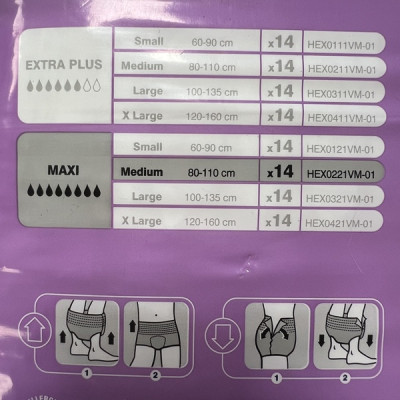 Small 60-90 cm x14 HEX0111VM-01
EXTRA PLUS Medium 80-110 cm x14 HEX0211VM-01
Large 100-135 cm x14 HEX0311VM-01
X Large 120-160 cm x14 HEX0411VM-01
Small 60-90 cm x14 HEX0121VM-01
MAXI Medium 80-110 cm x14 HEX0221VM-01
Large 100-135 cm x14 HEX0321VM-01
X Large 120-160 cm x14 HEX0421VM-01
1 2 1 2